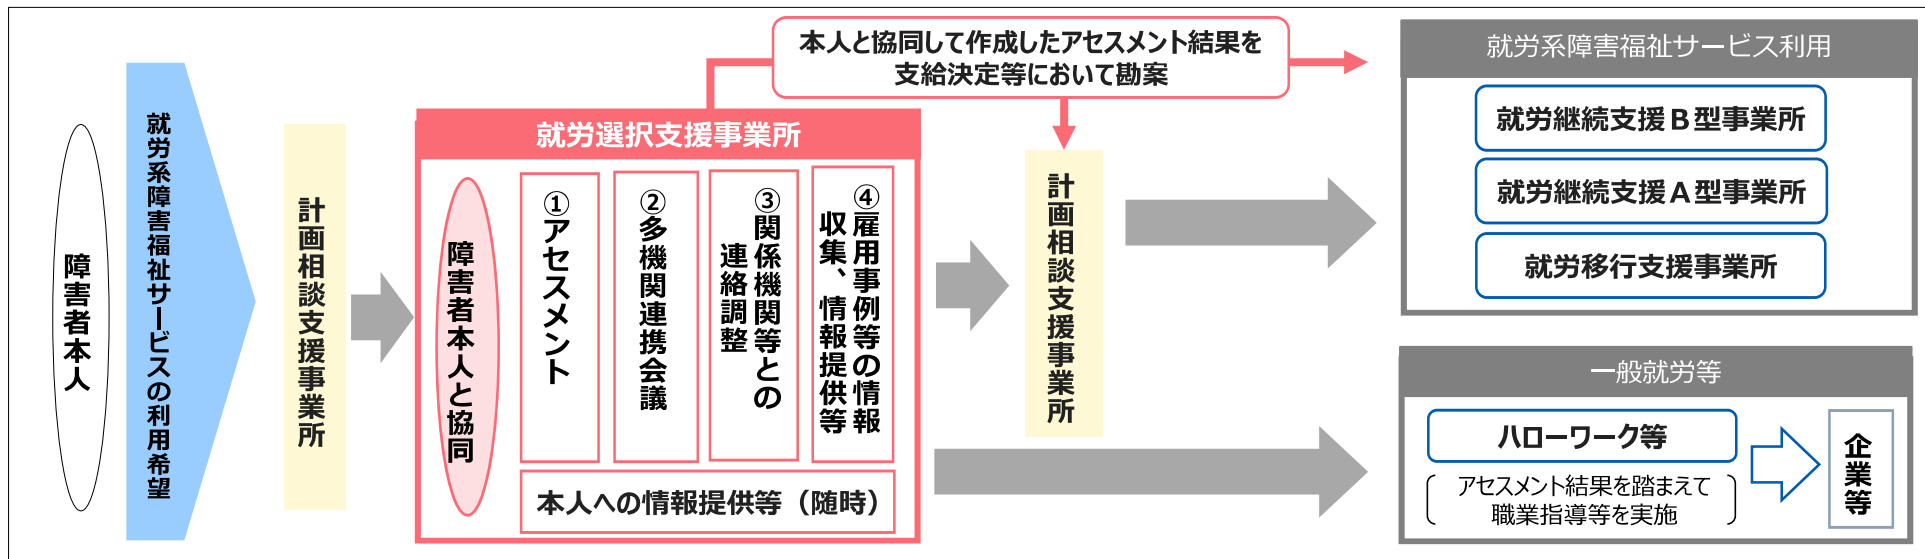 障害者本人
就労系障害福祉サービスの利用希望
計画相談支援事業所
就労選択支援事業所
障害者本人と協同
①アセスメント
②多機関連携会議
③関係機関等との
連絡調整
④雇用事例等の情報
収集、情報提供等
本人への情報提供等（随時）
本人と協同して作成したアセスメント結果を
支給決定等において勘案
計画相談支援事業所
就労系障害福祉サービス利用
就労継続支援Ｂ型事業所
就労継続支援Ａ型事業所
就労移行支援事業所
一般就労等
ハローワーク等
アセスメント結果を踏まえて
職業指導等を実施
企業等